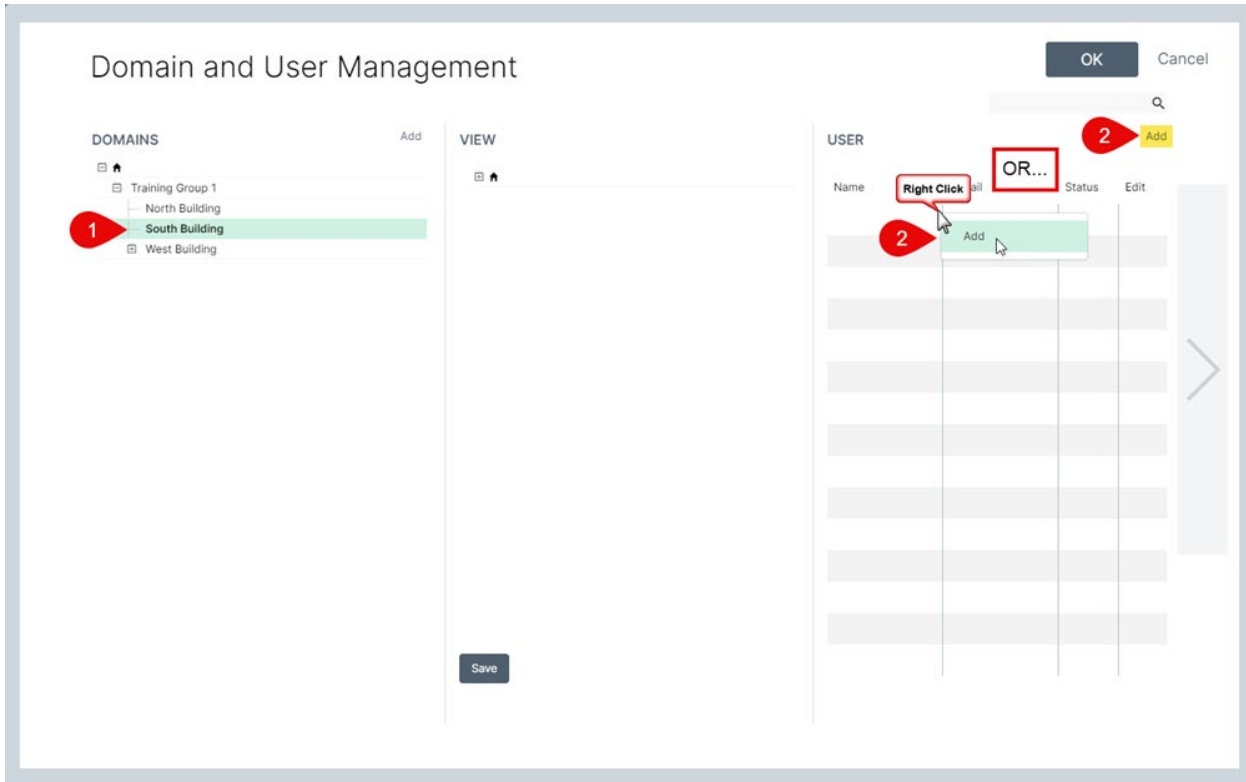 Domain and User Management
OK
Cancel
DOMAINS
Add
VIEW
USER
2
Add
OR...
Training Group 1
Name
Right Click
ail
Status
Edit
North Building
1
South Building
2
Add
West Building
Save